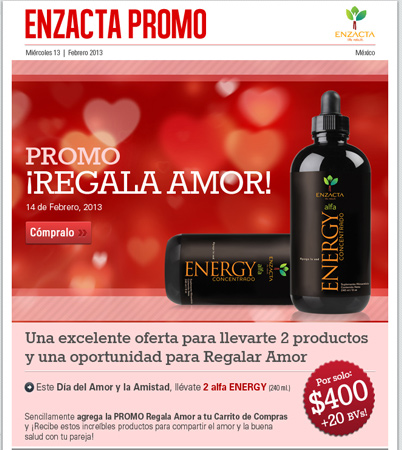 ENZACTA PROMO
ENZACTA
Miércoles 13 | Febrero 2013
México
PROMO
¡REGALA AMOR!
14 de Febrero, 2013
Cómpralo >>
ENZACTA
alfa
ENERGY
CONCENTRADO
ENERGY alfa
CONCENTRADO
ENZACTA
Una excelente oferta para llevarte 2 productos
y una oportunidad para Regalar Amor
Este Día del Amor y la Amistad, llévate 2 alfa ENERGY (240 ml.)
Por solo:
$400
+20 BVs!
Sencillamente agrega la PROMO Regala Amor a tu Carrito de Compras
y ¡Recibe estos increíbles productos para compartir el amor y la buena
salud con tu pareja!